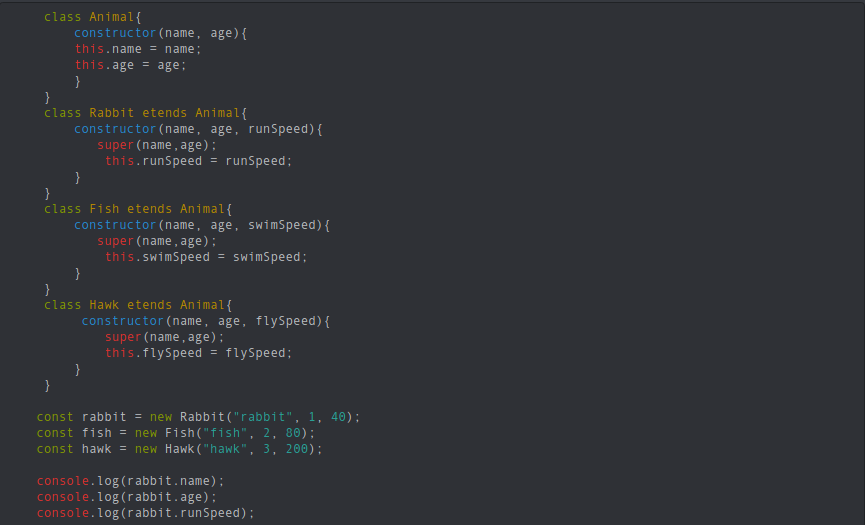 class Animal{
constructor(name, age){
this.name = name;
this.age = age;
}
}
class Rabbit etends Animal{
constructor(name, age, runSpeed){
super(name,age);
this.runSpeed = runSpeed;
}
}
class Fish etends Animal{
constructor(name, age, swimSpeed){
super(name,age);
this.swimSpeed = swimSpeed;
}
}
class Hawk etends Animal{
constructor(name, age, flySpeed){
super(name,age);
this.flySpeed = flySpeed;
}
}
const rabbit = new Rabbit("rabbit", 1, 40);
const fish = new Fish("fish", 2, 80);
const hawk = new Hawk("hawk", 3, 200);
console.log(rabbit.name);
console.log(rabbit.age);
console.log(rabbit.runSpeed);